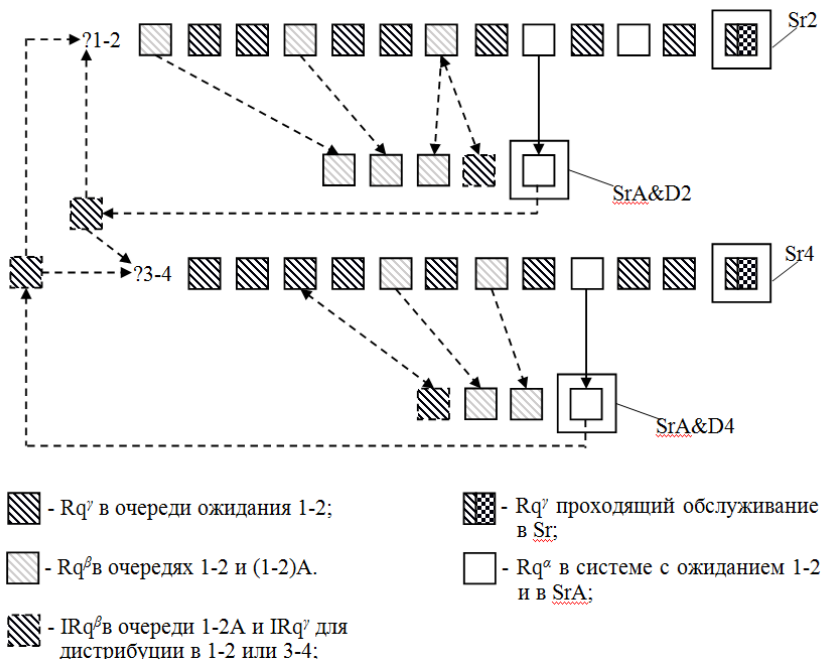 Sr2
?1-2
SrA&D2
Sr4
?3-4
SrA&D4
- Rqᵞ в очереди ожидания 1-2;
- Rqᵝв очередях 1-2 и (1-2)A.
- IRqᵝв очереди 1-2A и IRqᵞ для
дистрибуции в 1-2 или 3-4;
- Rqᵞ проходящий обслуживание
в Sr;
- Rqᵅ в системе с ожиданием 1-2
и в SrA;